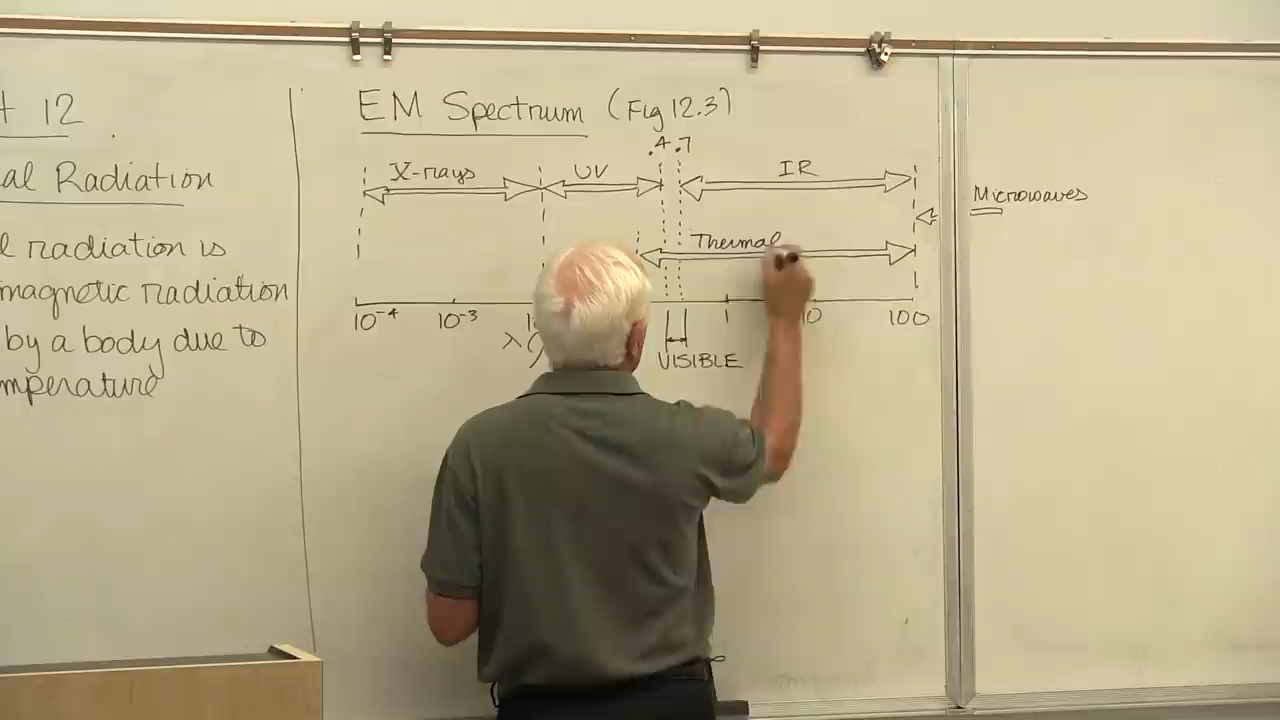 12
al Radiation
l radiation is
magnetic radiation
by a body due to
mperature
EM Spectrum (Fig 12.3)
.4 .7
X-rays UV IR
Microwaves
Thermal
10⁻⁴ 10⁻³ 1 10 100
λ
VISIBLE